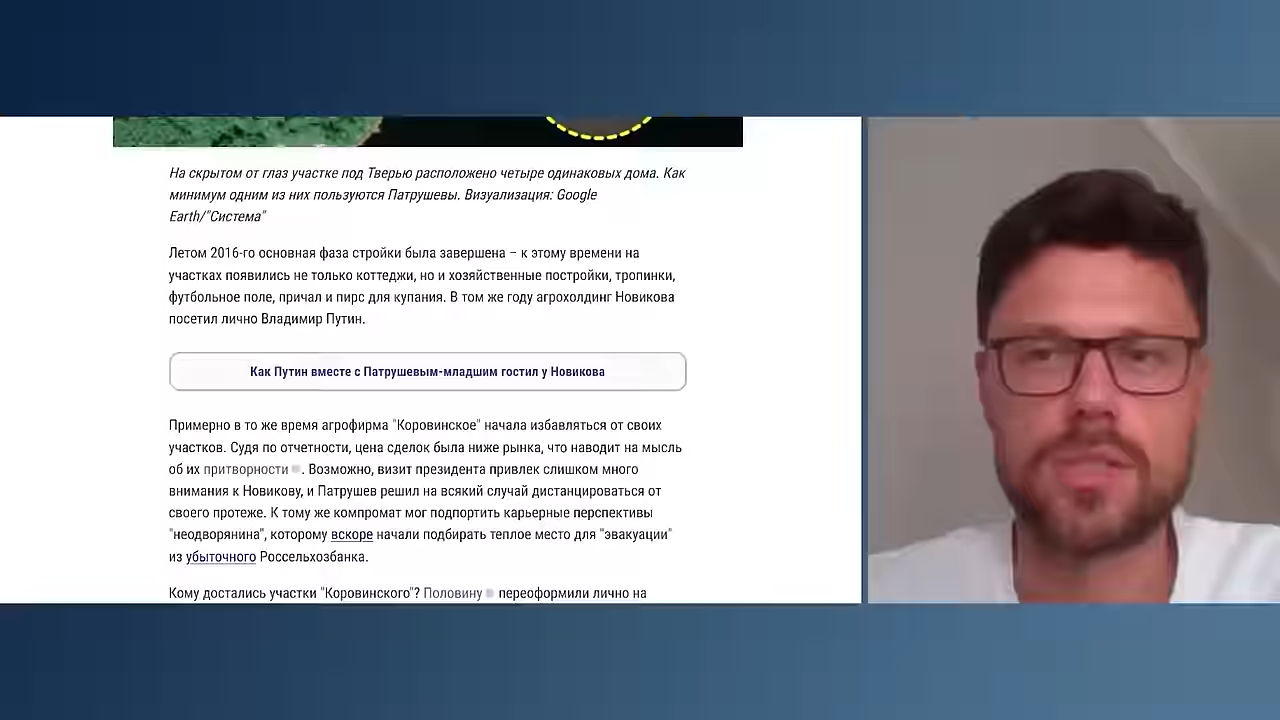 На скрытом от глаз участке под Тверью расположено четыре одинаковых дома. Как
минимум одним из них пользуются Патрушевы. Визуализация: Google
Earth/"Система"
Летом 2016-го основная фаза стройки была завершена – к этому времени на
участках появились не только коттеджи, но и хозяйственные постройки, тропинки,
футбольное поле, причал и пирс для купания. В том же году агрохолдинг Новикова
посетил лично Владимир Путин.
Как Путин вместе с Патрушевым-младшим гостил у Новикова
Примерно в то же время агрофирма "Коровинское" начала избавляться от своих
участков. Судя по отчетности, цена сделок была ниже рынка, что наводит на мысль
об их притворности. Возможно, визит президента привлек слишком много
внимания к Новикову, и Патрушев решил на всякий случай дистанцироваться от
своего протеже. К тому же компромат мог подпортить карьерные перспективы
"неодворянина", которому вскоре начали подбирать теплое место для "эвакуации"
из убыточного Россельхозбанка.
Кому достались участки "Коровинского"? Половину переоформили лично на